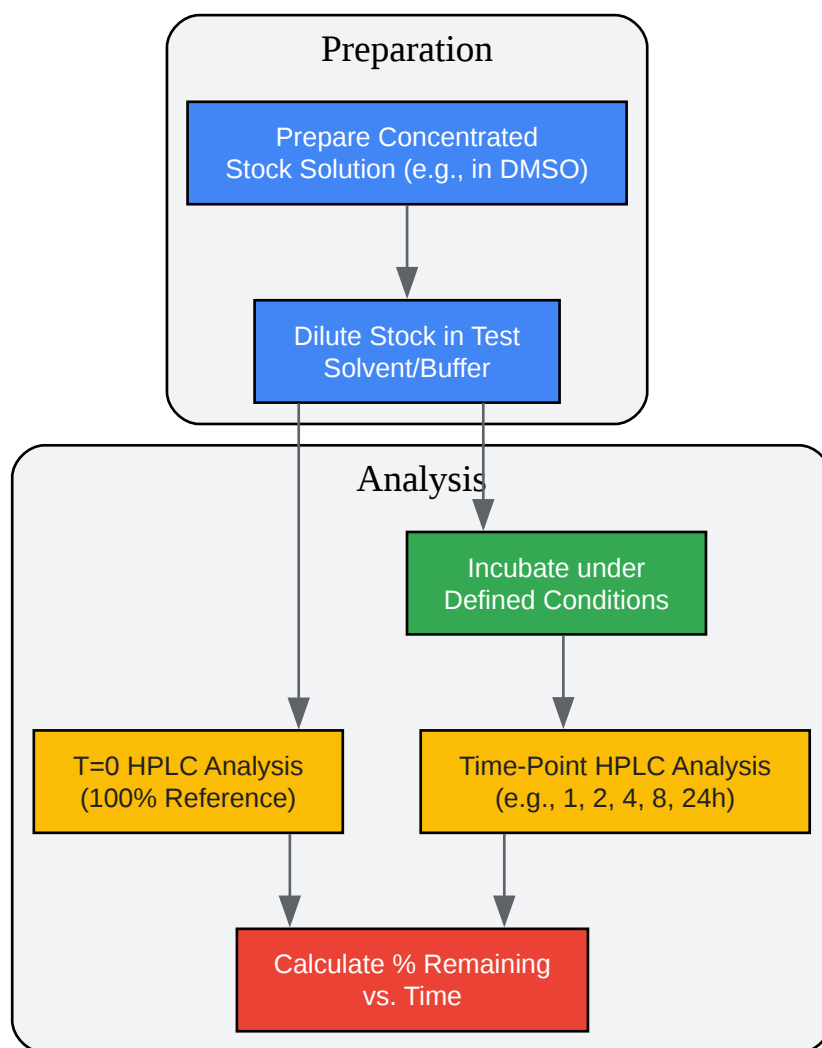 Preparation
Prepare Concentrated
Stock Solution (e.g., in DMSO)
Dilute Stock in Test
Solvent/Buffer
Analysis
Incubate under
Defined Conditions
T=0 HPLC Analysis
(100% Reference)
Time-Point HPLC Analysis
(e.g., 1, 2, 4, 8, 24h)
Calculate % Remaining
vs. Time